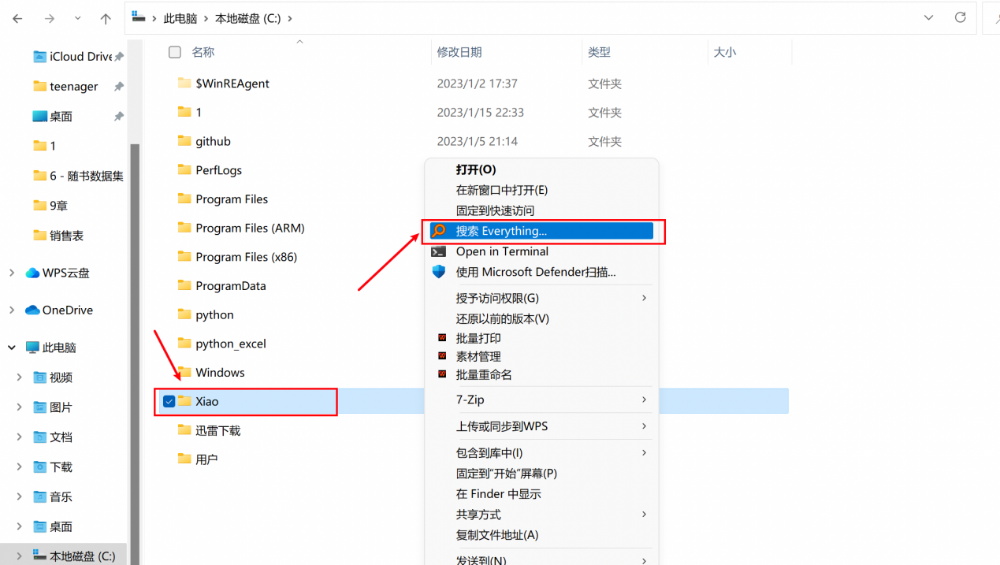 此电脑 > 本地磁盘 (C:) >
名称 修改日期 类型 大小
iCloud Drive
teenager
桌面
1
6 - 随书数据集
9章
销售表
WPS云盘
OneDrive
此电脑
视频
图片
文档
下载
音乐
桌面
本地磁盘 (C:)
$WinREAgent 2023/1/2 17:37 文件夹
1 2023/1/15 22:33 文件夹
github 2023/1/5 21:14 文件夹
PerfLogs
Program Files
Program Files (ARM)
Program Files (x86)
ProgramData
python
python_excel
Windows
Xiao
迅雷下载
用户
打开(O)
在新窗口中打开(E)
固定到快速访问
搜索 Everything...
Open in Terminal
使用 Microsoft Defender扫描...
授予访问权限(G)
还原以前的版本(V)
批量打印
素材管理
批量重命名
7-Zip
上传或同步到WPS
包含到库中(I)
固定到“开始”屏幕(P)
在 Finder 中显示
共享方式
复制文件地址(A)
发送到(N)